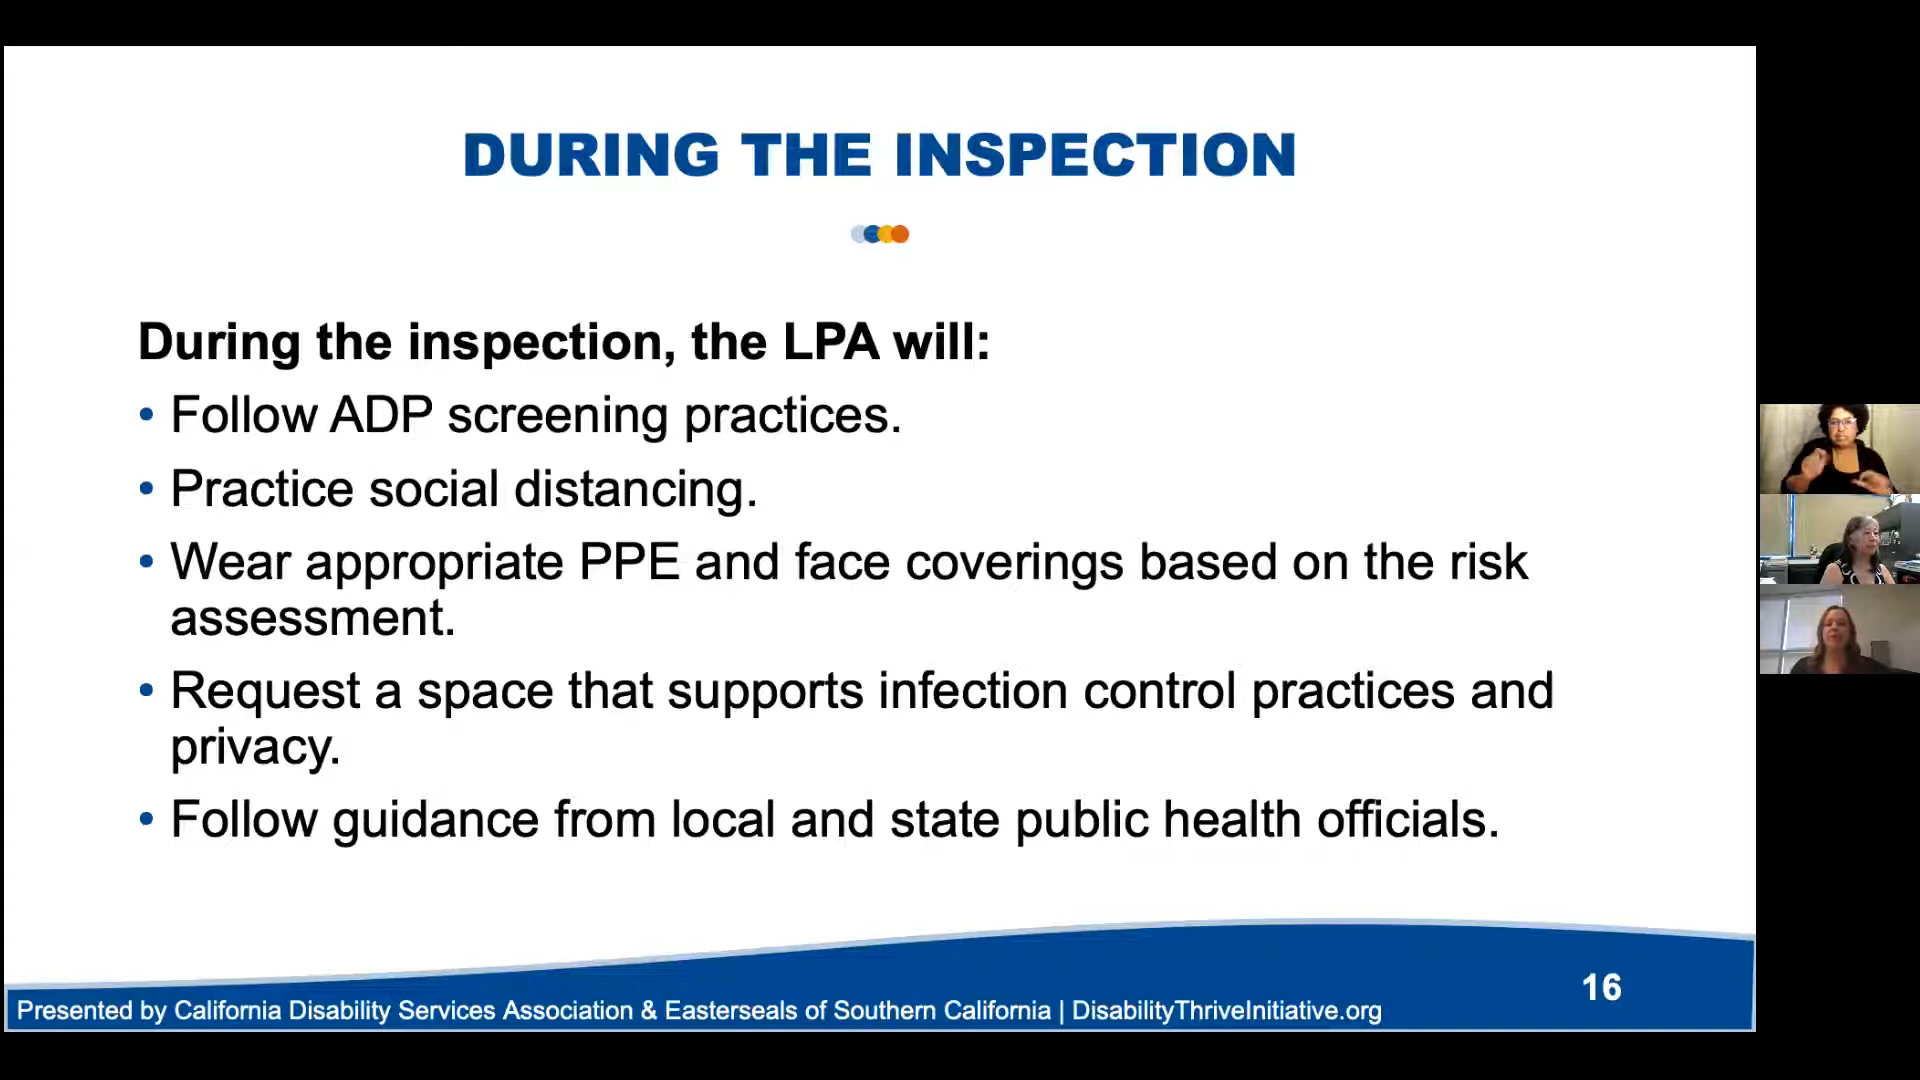 DURING THE INSPECTION
During the inspection, the LPA will:
• Follow ADP screening practices.
• Practice social distancing.
• Wear appropriate PPE and face coverings based on the risk
assessment.
• Request a space that supports infection control practices and
privacy.
• Follow guidance from local and state public health officials.
16
Presented by California Disability Services Association & Easterseals of Southern California | DisabilityThriveInitiative.org